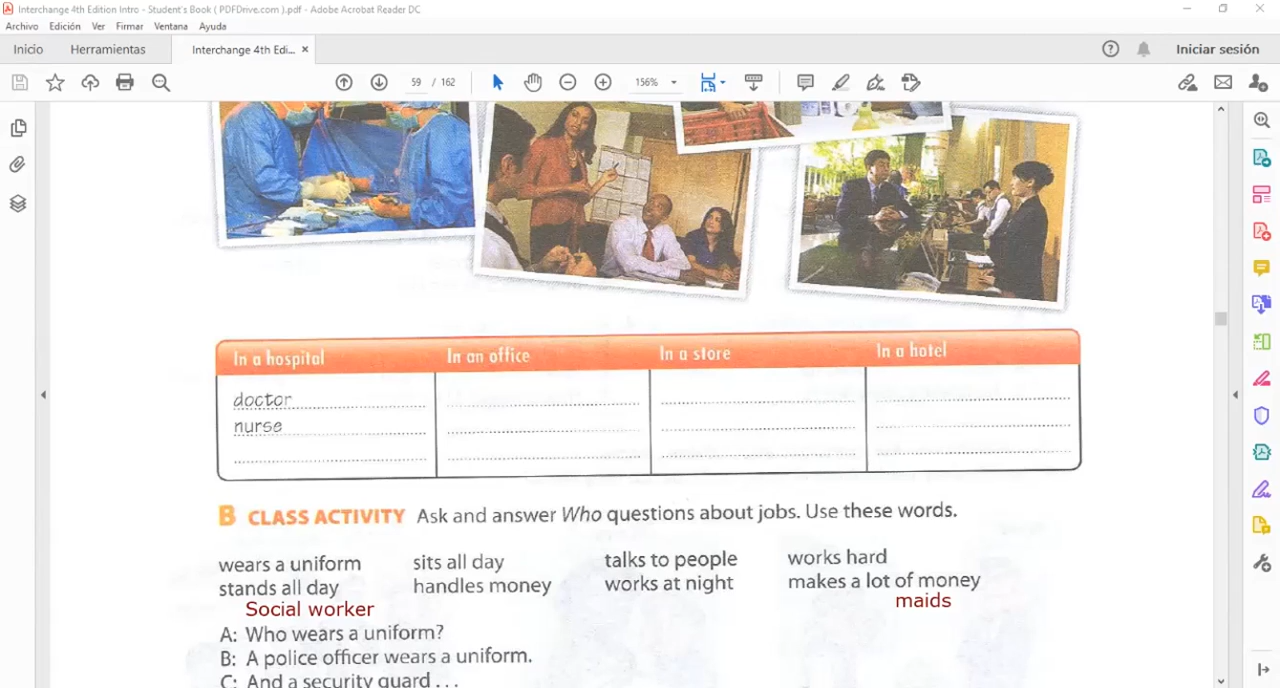 Interchange 4th Edition Intro - Student's Book ( PDFDrive.com ).pdf - Adobe Acrobat Reader DC
Archivo Edición Ver Firmar Ventana Ayuda
Inicio Herramientas Interchange 4th Edi... × Iniciar sesión
59 / 162 156%
In a hospital In an office In a store In a hotel
doctor
nurse
B CLASS ACTIVITY Ask and answer Who questions about jobs. Use these words.
wears a uniform sits all day talks to people works hard
stands all day handles money works at night makes a lot of money
Social worker maids
A: Who wears a uniform?
B: A police officer wears a uniform.
C: And a security guard . . .